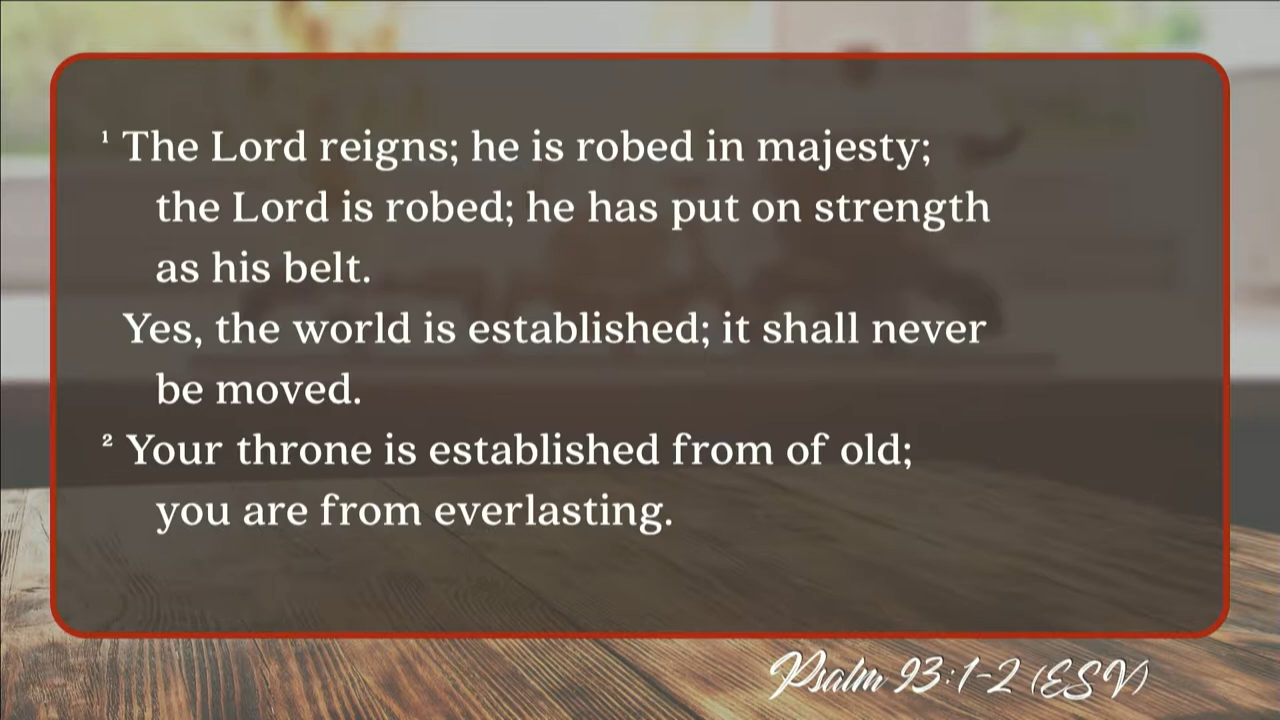 ¹ The Lord reigns; he is robed in majesty;
the Lord is robed; he has put on strength
as his belt.
Yes, the world is established; it shall never
be moved.
² Your throne is established from of old;
you are from everlasting.
Psalm 93:1-2 (ESV)